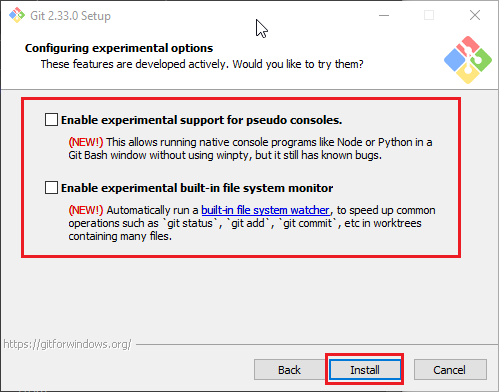 Git 2.33.0 Setup
Configuring experimental options
These features are developed actively. Would you like to try them?
Enable experimental support for pseudo consoles.
(NEW!) This allows running native console programs like Node or Python in a
Git Bash window without using winpty, but it still has known bugs.
Enable experimental built-in file system monitor
(NEW!) Automatically run a built-in file system watcher, to speed up common
operations such as `git status`, `git add`, `git commit`, etc in worktrees
containing many files.
https://gitforwindows.org/
Back
Install
Cancel